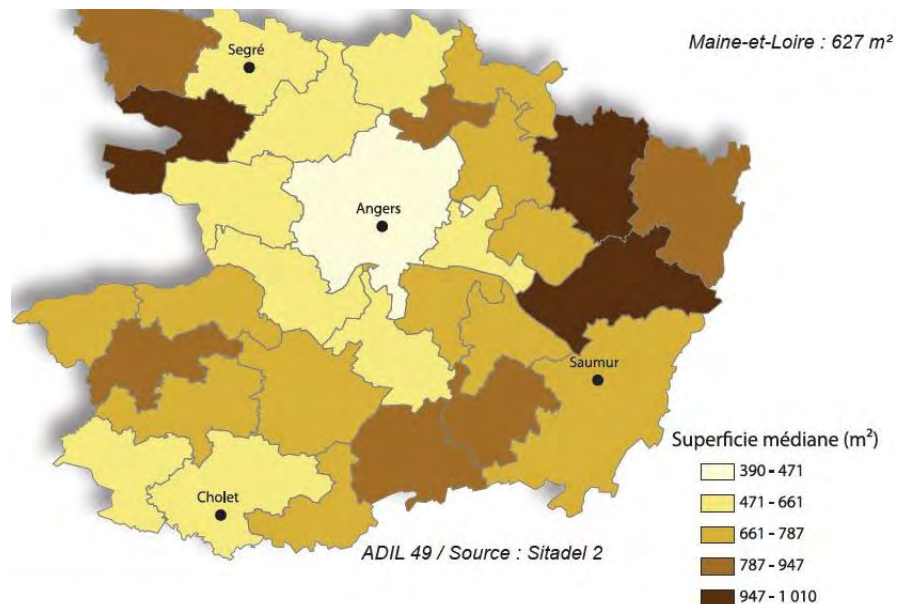 Segré
Maine-et-Loire : 627 m²
Angers
Saumur
Cholet
Superficie médiane (m²)
390 - 471
471 - 661
661 - 787
787 - 947
947 - 1 010
ADIL 49 / Source : Sitadel 2